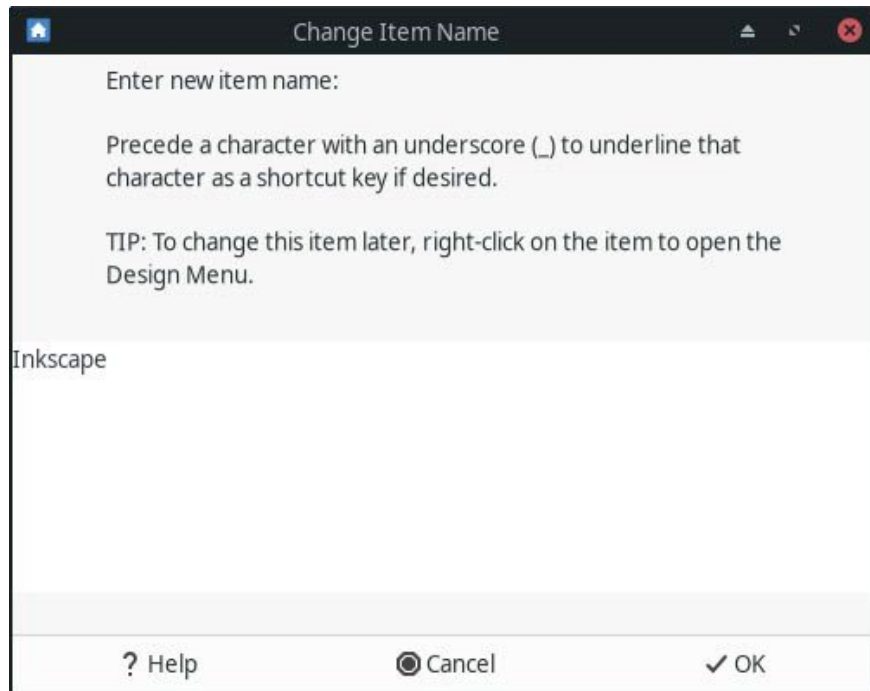 Change Item Name
Enter new item name:
Precede a character with an underscore (_) to underline that
character as a shortcut key if desired.
TIP: To change this item later, right-click on the item to open the
Design Menu.
Inkscape
? Help
Cancel
OK